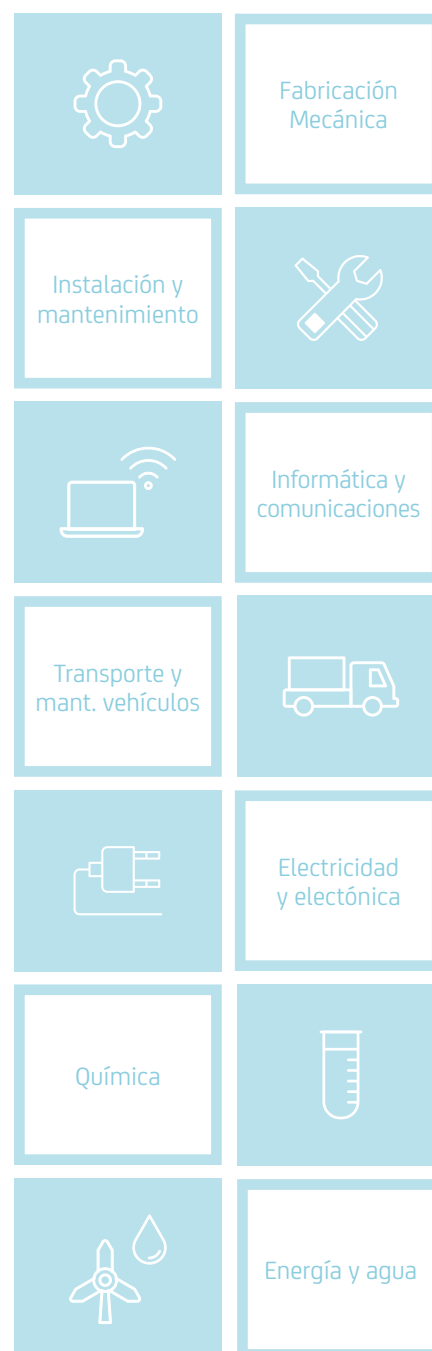 Fabricación
Mecánica
Instalación y
mantenimiento
Informática y
comunicaciones
Transporte y
mant. vehículos
Electricidad
y electónica
Química
Energía y agua